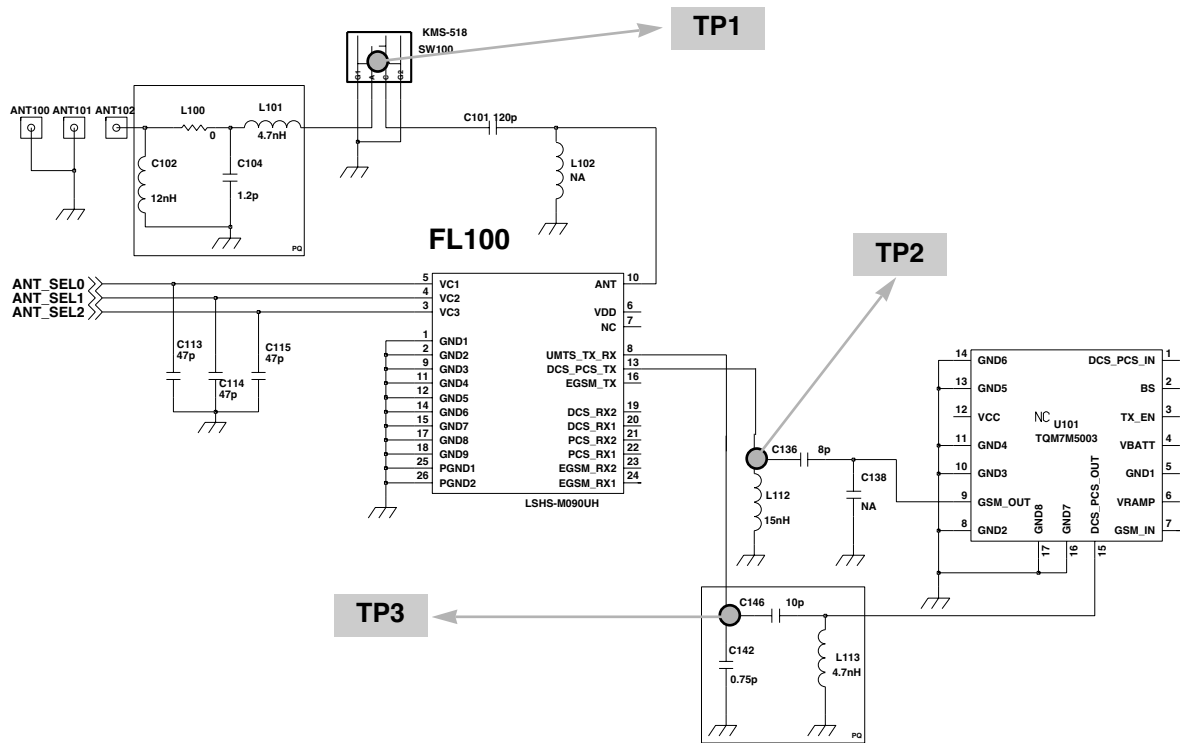 TP1
KMS-518
SW100
G1
A
C
G2
ANT100
ANT101
ANT102
L100
0
L101
4.7nH
C101 120p
C102
12nH
C104
1.2p
L102
NA
PQ
FL100
TP2
ANT_SEL0
ANT_SEL1
ANT_SEL2
5 VC1
4 VC2
3 VC3
ANT 10
VDD 6
NC 7
1 GND1
2 GND2
9 GND3
11 GND4
12 GND5
14 GND6
15 GND7
17 GND8
18 GND9
25 PGND1
26 PGND2
UMTS_TX_RX 8
DCS_PCS_TX 13
EGSM_TX 16
DCS_RX2 19
DCS_RX1 20
PCS_RX2 21
PCS_RX1 22
EGSM_RX2 23
EGSM_RX1 24
LSHS-M090UH
C113
47p
C114
47p
C115
47p
C136 8p
C138
NA
L112
15nH
14 GND6
13 GND5
12 VCC
11 GND4
10 GND3
9 GSM_OUT
8 GND2
NC
U101
TQM7M5003
DCS_PCS_IN 1
BS 2
TX_EN 3
VBATT 4
GND1 5
VRAMP 6
GSM_IN 7
GND8 17
GND7 16
DCS_PCS_OUT 15
TP3
C146 10p
C142
0.75p
L113
4.7nH
PQ